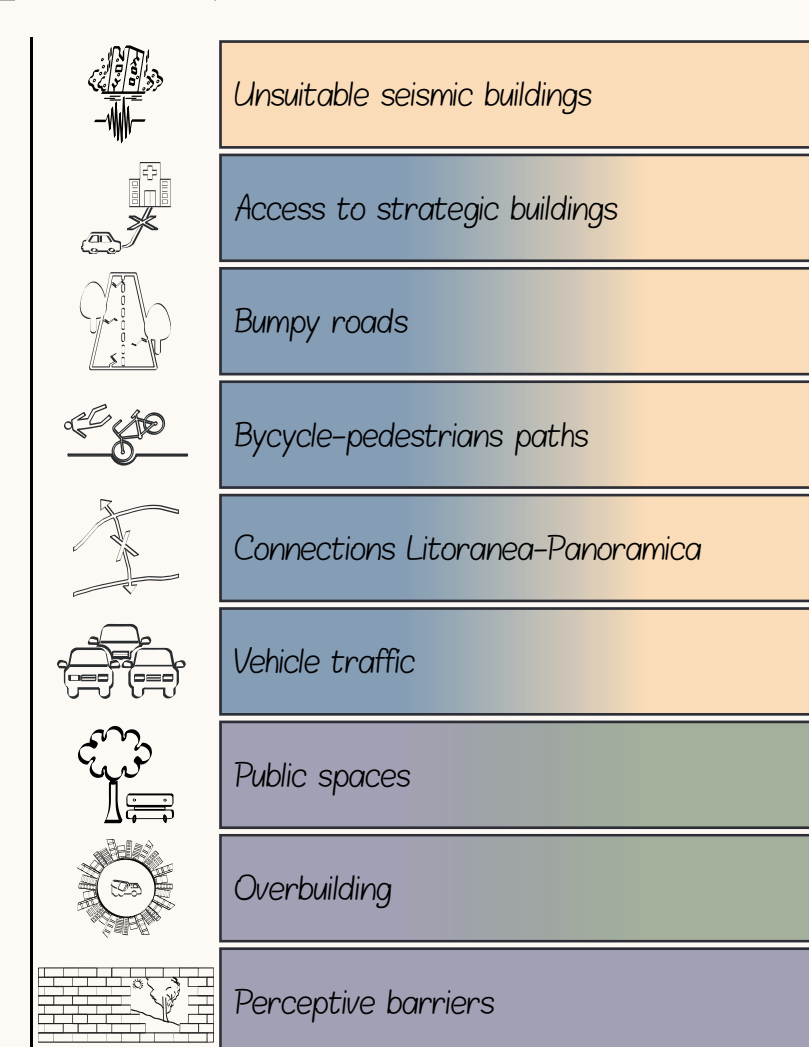 Unsuitable seismic buildings
Access to strategic buildings
Bumpy roads
Bycycle-pedestrians paths
Connections Litoranea-Panoramica
Vehicle traffic
Public spaces
Overbuilding
Perceptive barriers